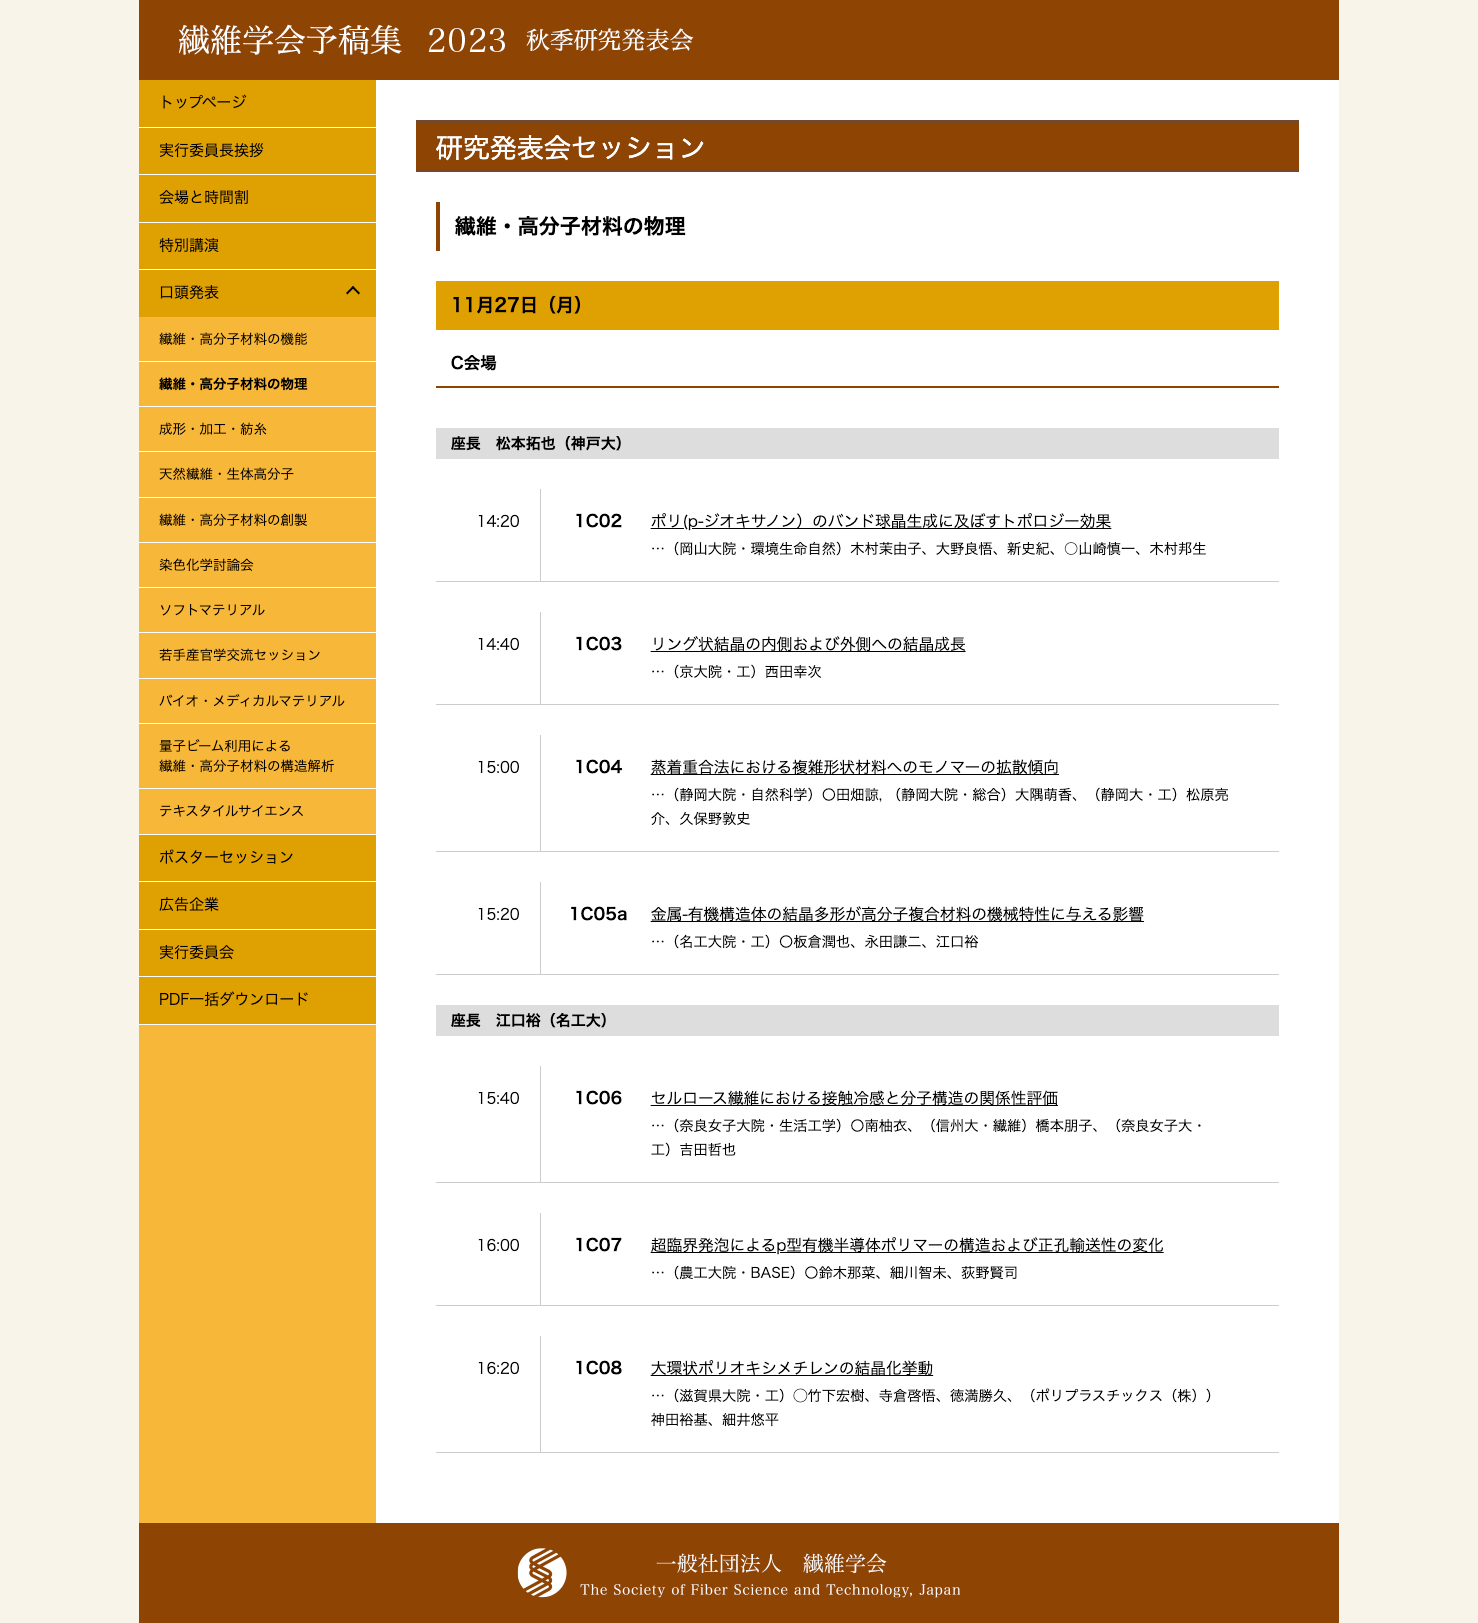 繊維学会予稿集 2023 秋季研究発表会
トップページ
実行委員長挨拶
会場と時間割
特別講演
口頭発表
繊維・高分子材料の機能
繊維・高分子材料の物理
成形・加工・紡糸
天然繊維・生体高分子
繊維・高分子材料の創製
染色化学討論会
ソフトマテリアル
若手産官学交流セッション
バイオ・メディカルマテリアル
量子ビーム利用による
繊維・高分子材料の構造解析
テキスタイルサイエンス
ポスターセッション
広告企業
実行委員会
PDF一括ダウンロード
研究発表会セッション
繊維・高分子材料の物理
11月27日（月）
C会場
座長　松本拓也（神戸大）
14:20 1C02 ポリ(p-ジオキサノン）のバンド球晶生成に及ぼすトポロジー効果
…（岡山大院・環境生命自然）木村茉由子、大野良悟、新史紀、○山崎慎一、木村邦生
14:40 1C03 リング状結晶の内側および外側への結晶成長
…（京大院・工）西田幸次
15:00 1C04 蒸着重合法における複雑形状材料へのモノマーの拡散傾向
…（静岡大院・自然科学）〇田畑諒,（静岡大院・総合）大隅萌香、（静岡大・工）松原亮
介、久保野敦史
15:20 1C05a 金属-有機構造体の結晶多形が高分子複合材料の機械特性に与える影響
…（名工大院・工）〇板倉潤也、永田謙二、江口裕
座長　江口裕（名工大）
15:40 1C06 セルロース繊維における接触冷感と分子構造の関係性評価
…（奈良女子大院・生活工学）〇南柚衣、（信州大・繊維）橋本朋子、（奈良女子大・
工）吉田哲也
16:00 1C07 超臨界発泡によるp型有機半導体ポリマーの構造および正孔輸送性の変化
…（農工大院・BASE）〇鈴木那菜、細川智未、荻野賢司
16:20 1C08 大環状ポリオキシメチレンの結晶化挙動
…（滋賀県大院・工）◯竹下宏樹、寺倉啓悟、徳満勝久、（ポリプラスチックス（株））
神田裕基、細井悠平
一般社団法人　繊維学会
The Society of Fiber Science and Technology, Japan